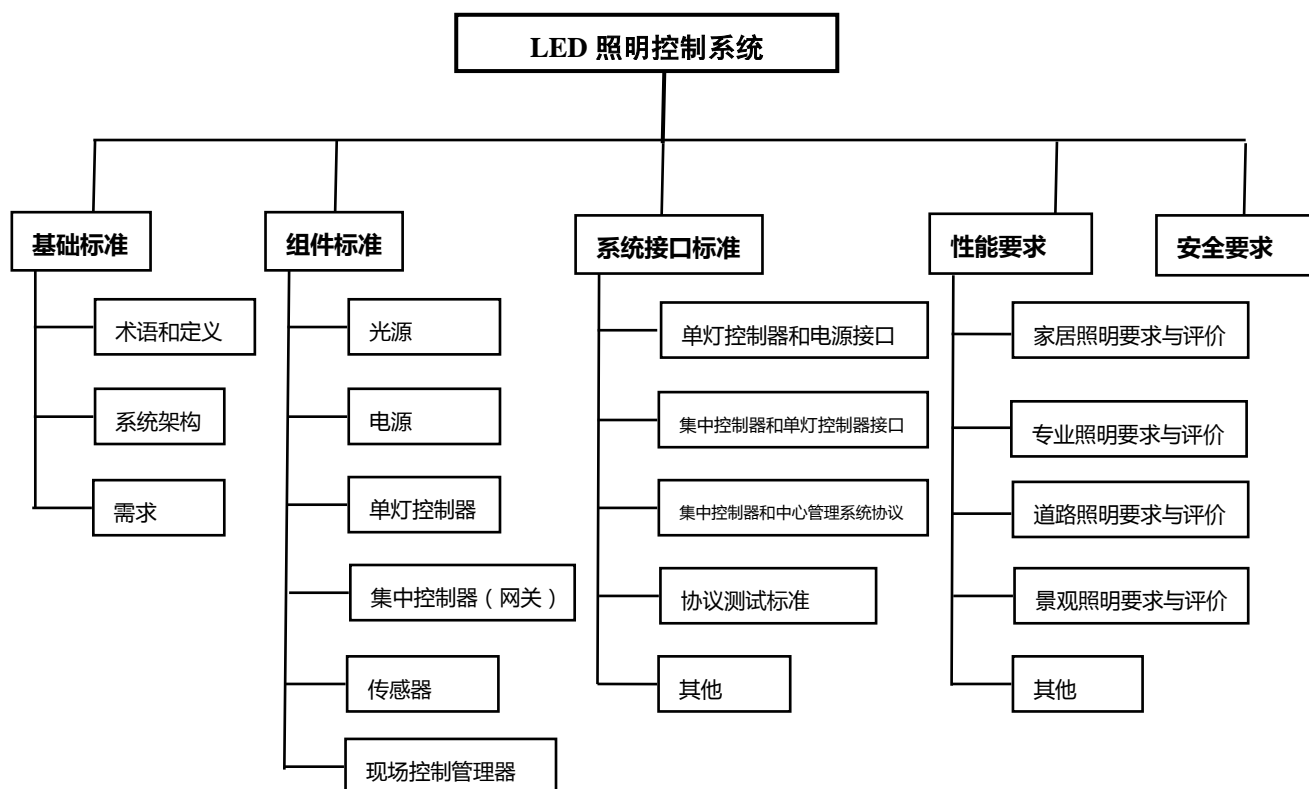 LED 照明控制系统
基础标准
组件标准
系统接口标准
性能要求
安全要求
术语和定义
系统架构
需求
光源
电源
单灯控制器
集中控制器（网关）
传感器
现场控制管理器
单灯控制器和电源接口
集中控制器和单灯控制器接口
集中控制器和中心管理系统协议
协议测试标准
其他
家居照明要求与评价
专业照明要求与评价
道路照明要求与评价
景观照明要求与评价
其他